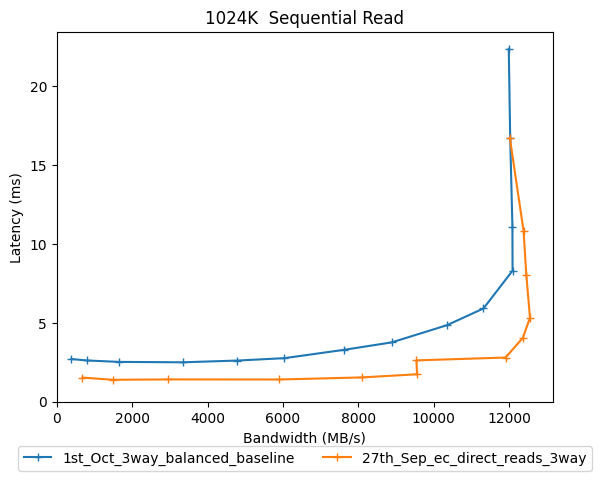 1024K  Sequential Read
Latency (ms)
20
15
10
5
0
0
2000
4000
6000
8000
10000
12000
Bandwidth (MB/s)
1st_Oct_3way_balanced_baseline
27th_Sep_ec_direct_reads_3way